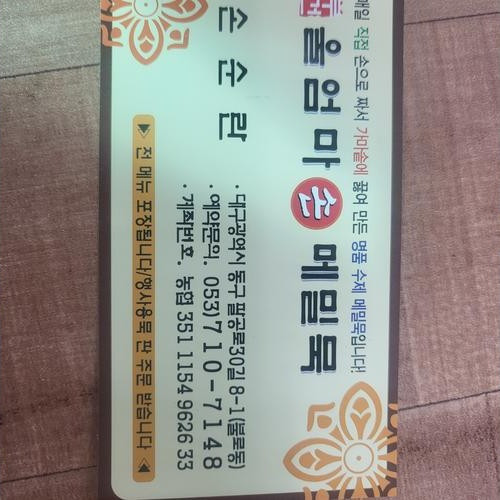 매일 직접 손으로 짜서 가마솥에 끓여 만든 명품 수제 메밀묵입니다!
울엄마 손 메밀묵
손순란
· 대구광역시 동구 팔공로30길 8-1(불로동)
· 예약문의. 053)710-7148
· 계좌번호. 농협 351 1154 9626 33
▶ 전 메뉴 포장됩니다/행사용묵 판 주문 받습니다 ◀